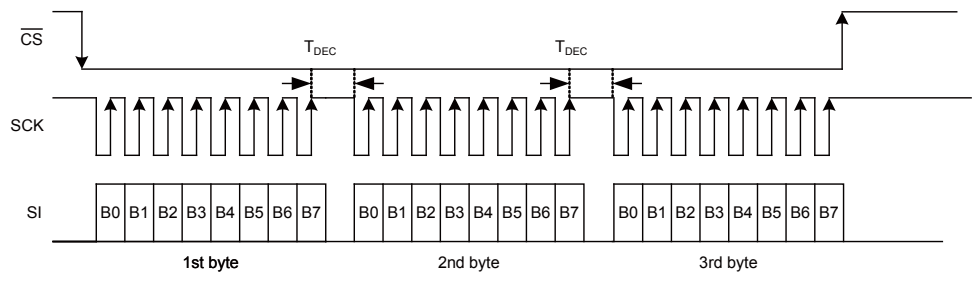 CS
T_DEC T_DEC
SCK
SI B0 B1 B2 B3 B4 B5 B6 B7 B0 B1 B2 B3 B4 B5 B6 B7 B0 B1 B2 B3 B4 B5 B6 B7
1st byte 2nd byte 3rd byte